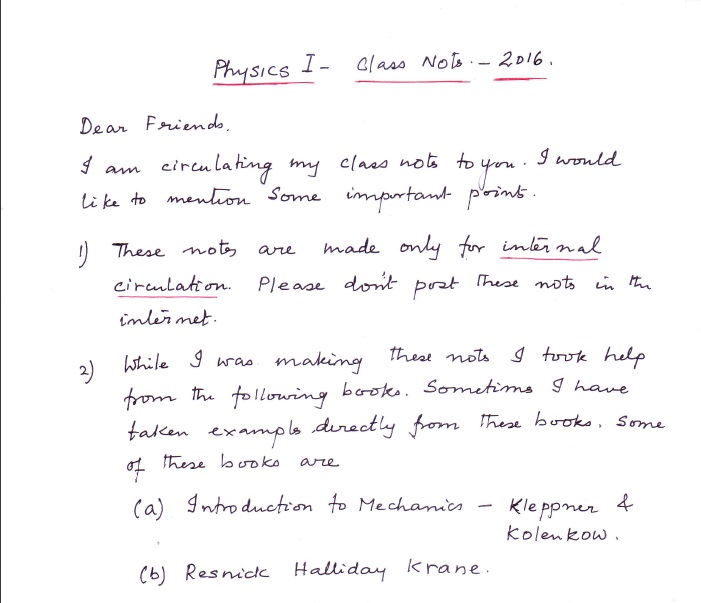 Physics I - Class Notes. - 2016.
Dear Friends.
I am circulating my class notes to you. I would
like to mention some important points.
1) These notes are made only for internal
circulation. Please don't post these notes in the
internet.
2) While I was making these notes I took help
from the following books. Sometimes I have
taken examples directly from these books. Some
of these books are
(a) Introduction to Mechanics - Kleppner &
Kolenkow.
(b) Resnick Halliday Krane.